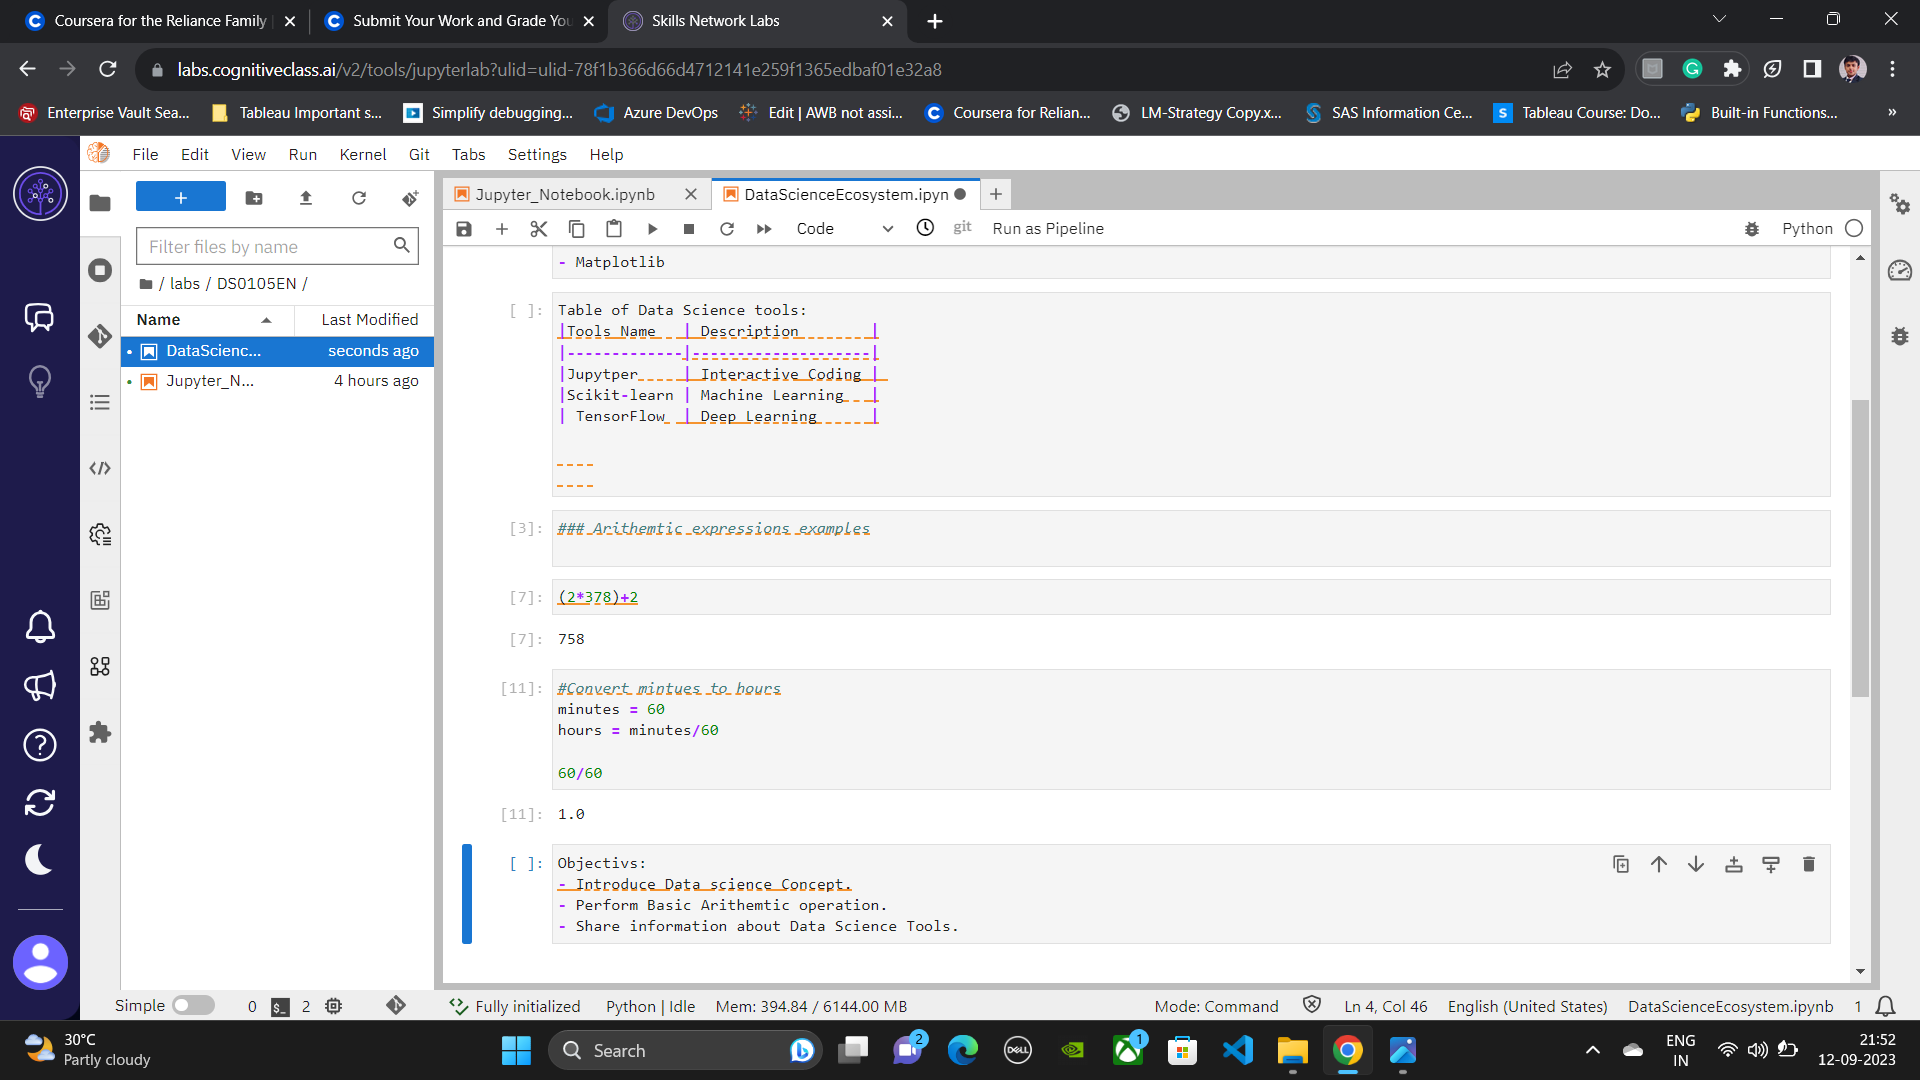 Coursera for the Reliance Family
Submit Your Work and Grade You
Skills Network Labs
labs.cognitiveclass.ai/v2/tools/jupyterlab?ulid=ulid-78f1b366d66d4712141e259f1365edbaf01e32a8
Enterprise Vault Sea...
Tableau Important s...
Simplify debugging,...
Azure DevOps
Edit | AWB not assi...
Coursera for Relian...
LM-Strategy Copy.x...
SAS Information Ce...
Tableau Course: Do...
Built-in Functions...
»
File Edit View Run Kernel Git Tabs Settings Help
Jupyter_Notebook.ipynb
DataScienceEcosystem.ipyn
Code
git
Run as Pipeline
Python
Filter files by name
/ labs / DS0105EN /
Name Last Modified
DataScienc... seconds ago
Jupyter_N... 4 hours ago
- Matplotlib
[ ]: Table of Data Science tools:
|Tools Name | Description |
|-------------|--------------------|
|Jupytper | Interactive Coding |
|Scikit-learn | Machine Learning |
| TensorFlow | Deep Learning |
[3]: ### Arithemtic expressions examples
[7]: (2*378)+2
[7]: 758
[11]: #Convert mintues to hours
minutes = 60
hours = minutes/60
60/60
[11]: 1.0
[ ]: Objectivs:
- Introduce Data science Concept.
- Perform Basic Arithemtic operation.
- Share information about Data Science Tools.
Simple 0 $_ 2
Fully initialized
Python | Idle
Mem: 394.84 / 6144.00 MB
Mode: Command
Ln 4, Col 46
English (United States)
DataScienceEcosystem.ipynb
1
30°C
Partly cloudy
Search
2
DELL
1
ENG
IN
21:52
12-09-2023